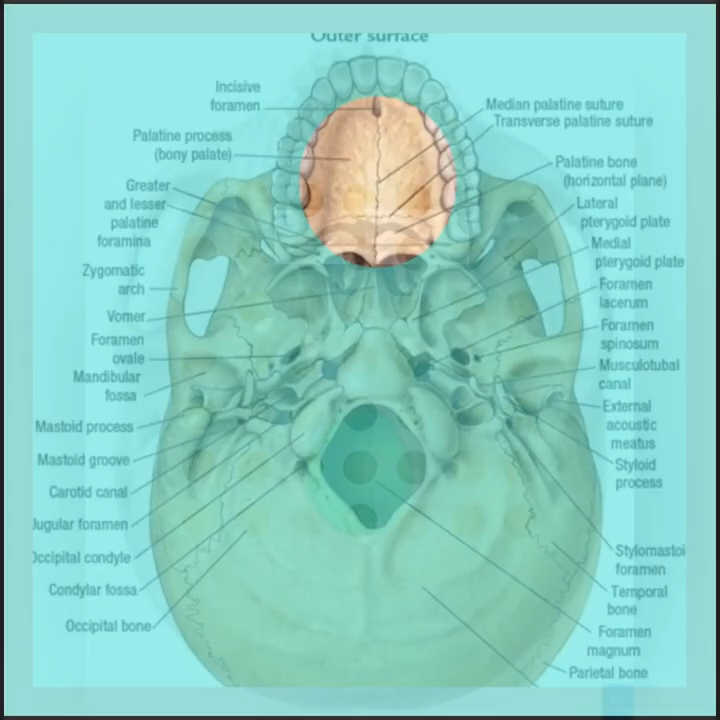 Outer surface
Incisive
foramen
Palatine process
(bony palate)
Greater
and lesser
palatine
foramina
Zygomatic
arch
Vomer
Foramen
ovale
Mandibular
fossa
Mastoid process
Mastoid groove
Carotid canal
Jugular foramen
Occipital condyle
Condylar fossa
Occipital bone
Median palatine suture
Transverse palatine suture
Palatine bone
(horizontal plane)
Lateral
pterygoid plate
Medial
pterygoid plate
Foramen
lacerum
Foramen
spinosum
Musculotubal
canal
External
acoustic
meatus
Styloid
process
Stylomastoi
foramen
Temporal
bone
Foramen
magnum
Parietal bone